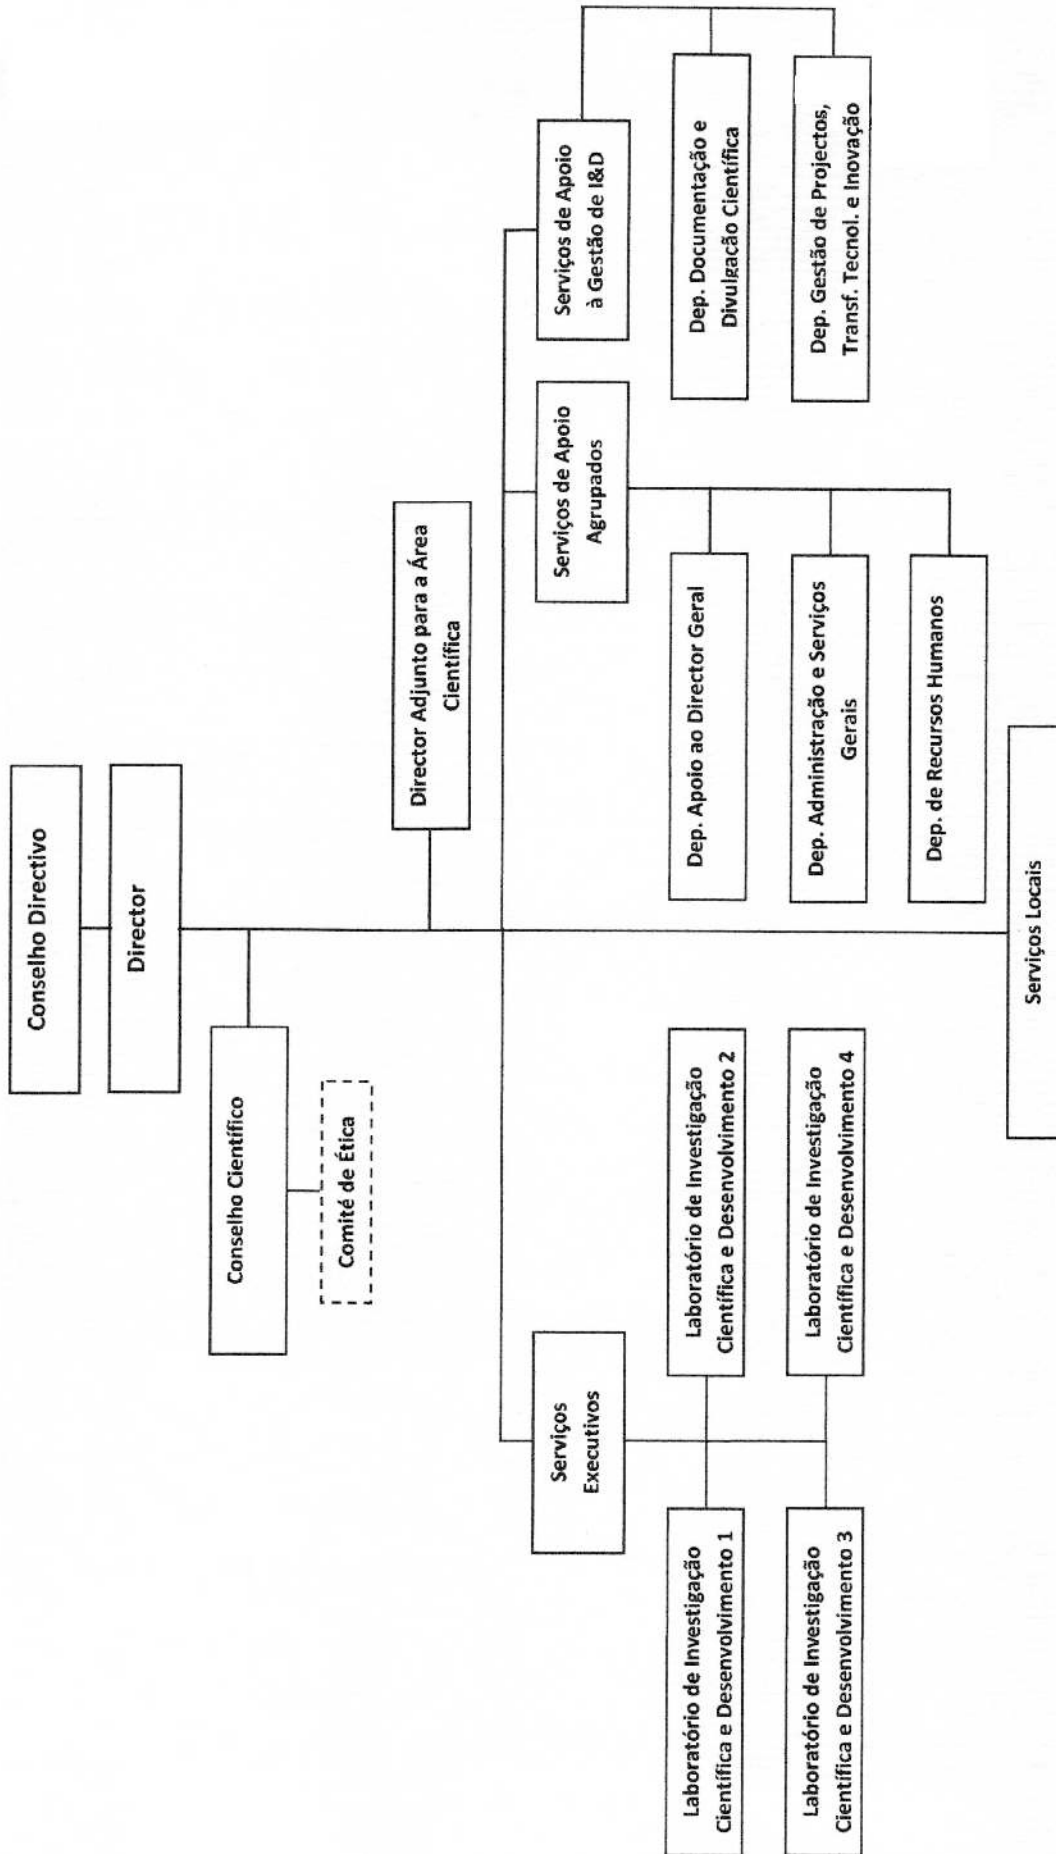 Conselho Directivo
Director
Conselho Científico
Comité de Ética
Director Adjunto para a Área
Científica
Serviços
Executivos
Serviços de Apoio
Agrupados
Serviços de Apoio
à Gestão de I&D
Laboratório de Investigação
Científica e Desenvolvimento 1
Laboratório de Investigação
Científica e Desenvolvimento 2
Laboratório de Investigação
Científica e Desenvolvimento 3
Laboratório de Investigação
Científica e Desenvolvimento 4
Dep. Apoio ao Director Geral
Dep. Administração e Serviços
Gerais
Dep. de Recursos Humanos
Dep. Documentação e
Divulgação Científica
Dep. Gestão de Projectos,
Transf. Tecnol. e Inovação
Serviços Locais